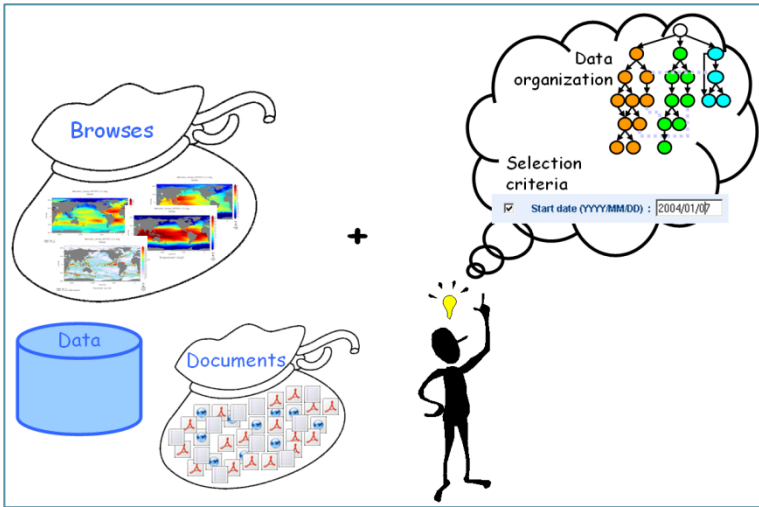 Browses
Data
Documents
+
Data
organization
Selection
criteria
Start date (YYYY/MM/DD) : 2004/01/07